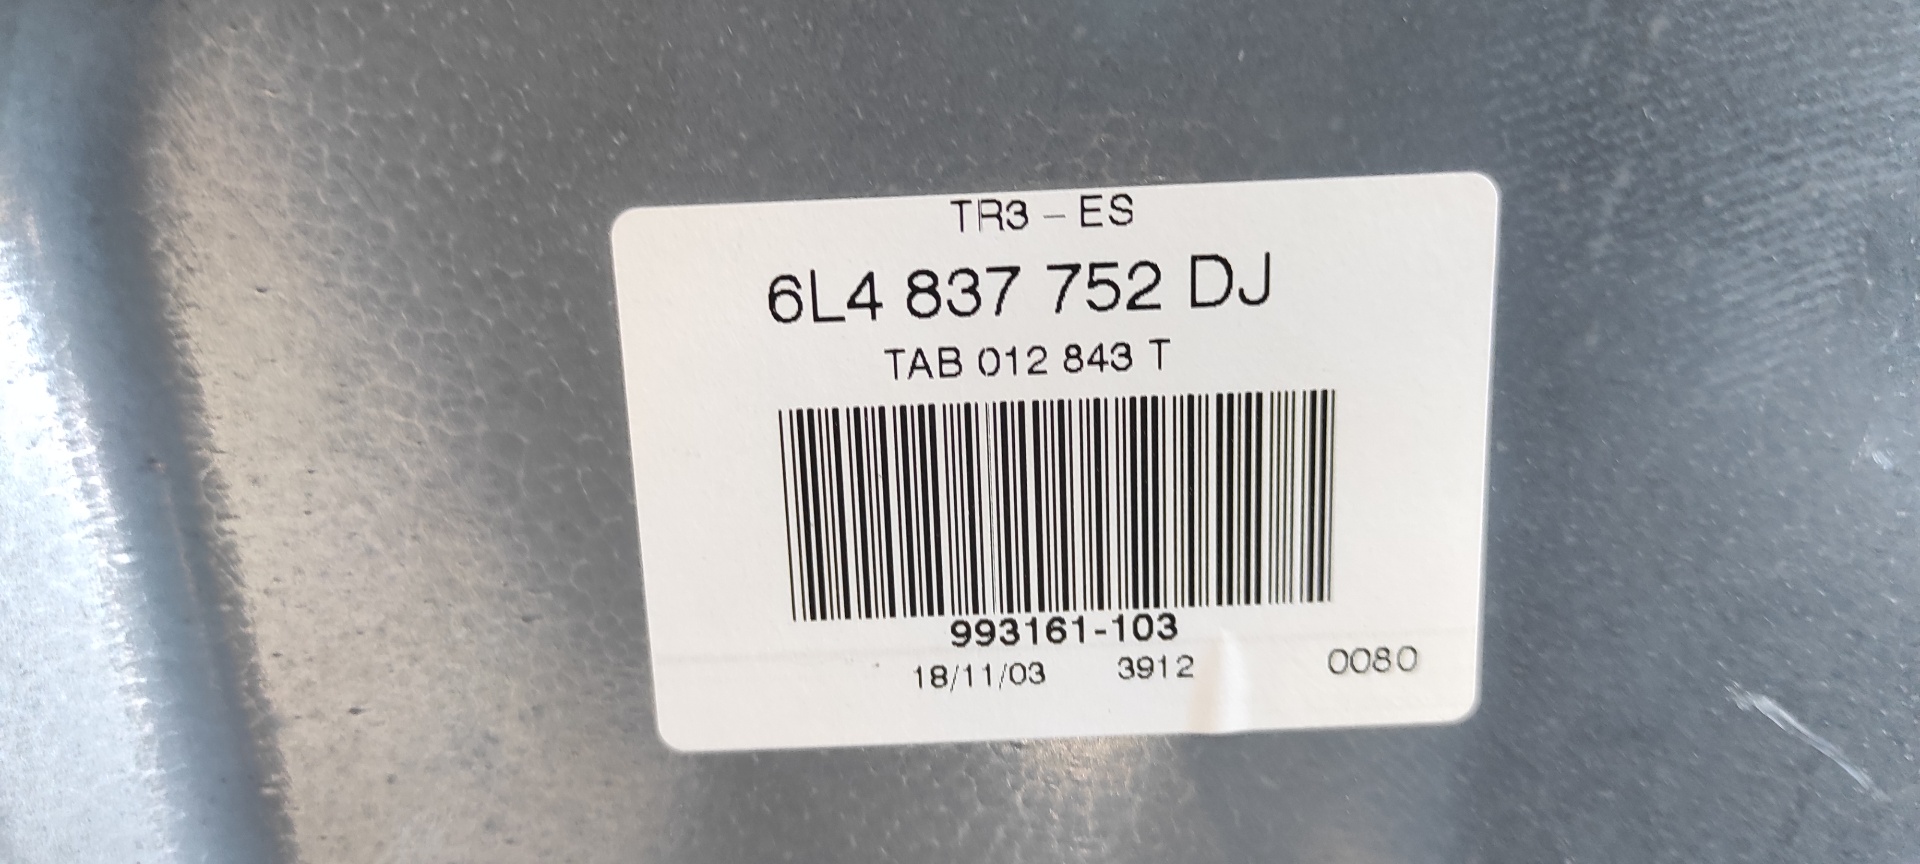 TR3 - ES
6L4 837 752 DJ
TAB 012 843 T
993161-103
18/11/03 3912 0080